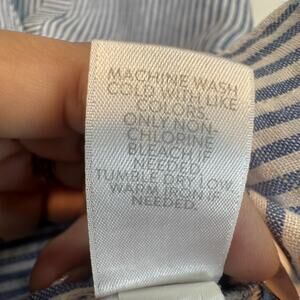 MACHINE WASH
COLD WITH LIKE
COLORS.
ONLY NON-
CHLORINE
BLEACH IF
NEEDED.
TUMBLE DRY LOW.
WARM IRON IF
NEEDED.